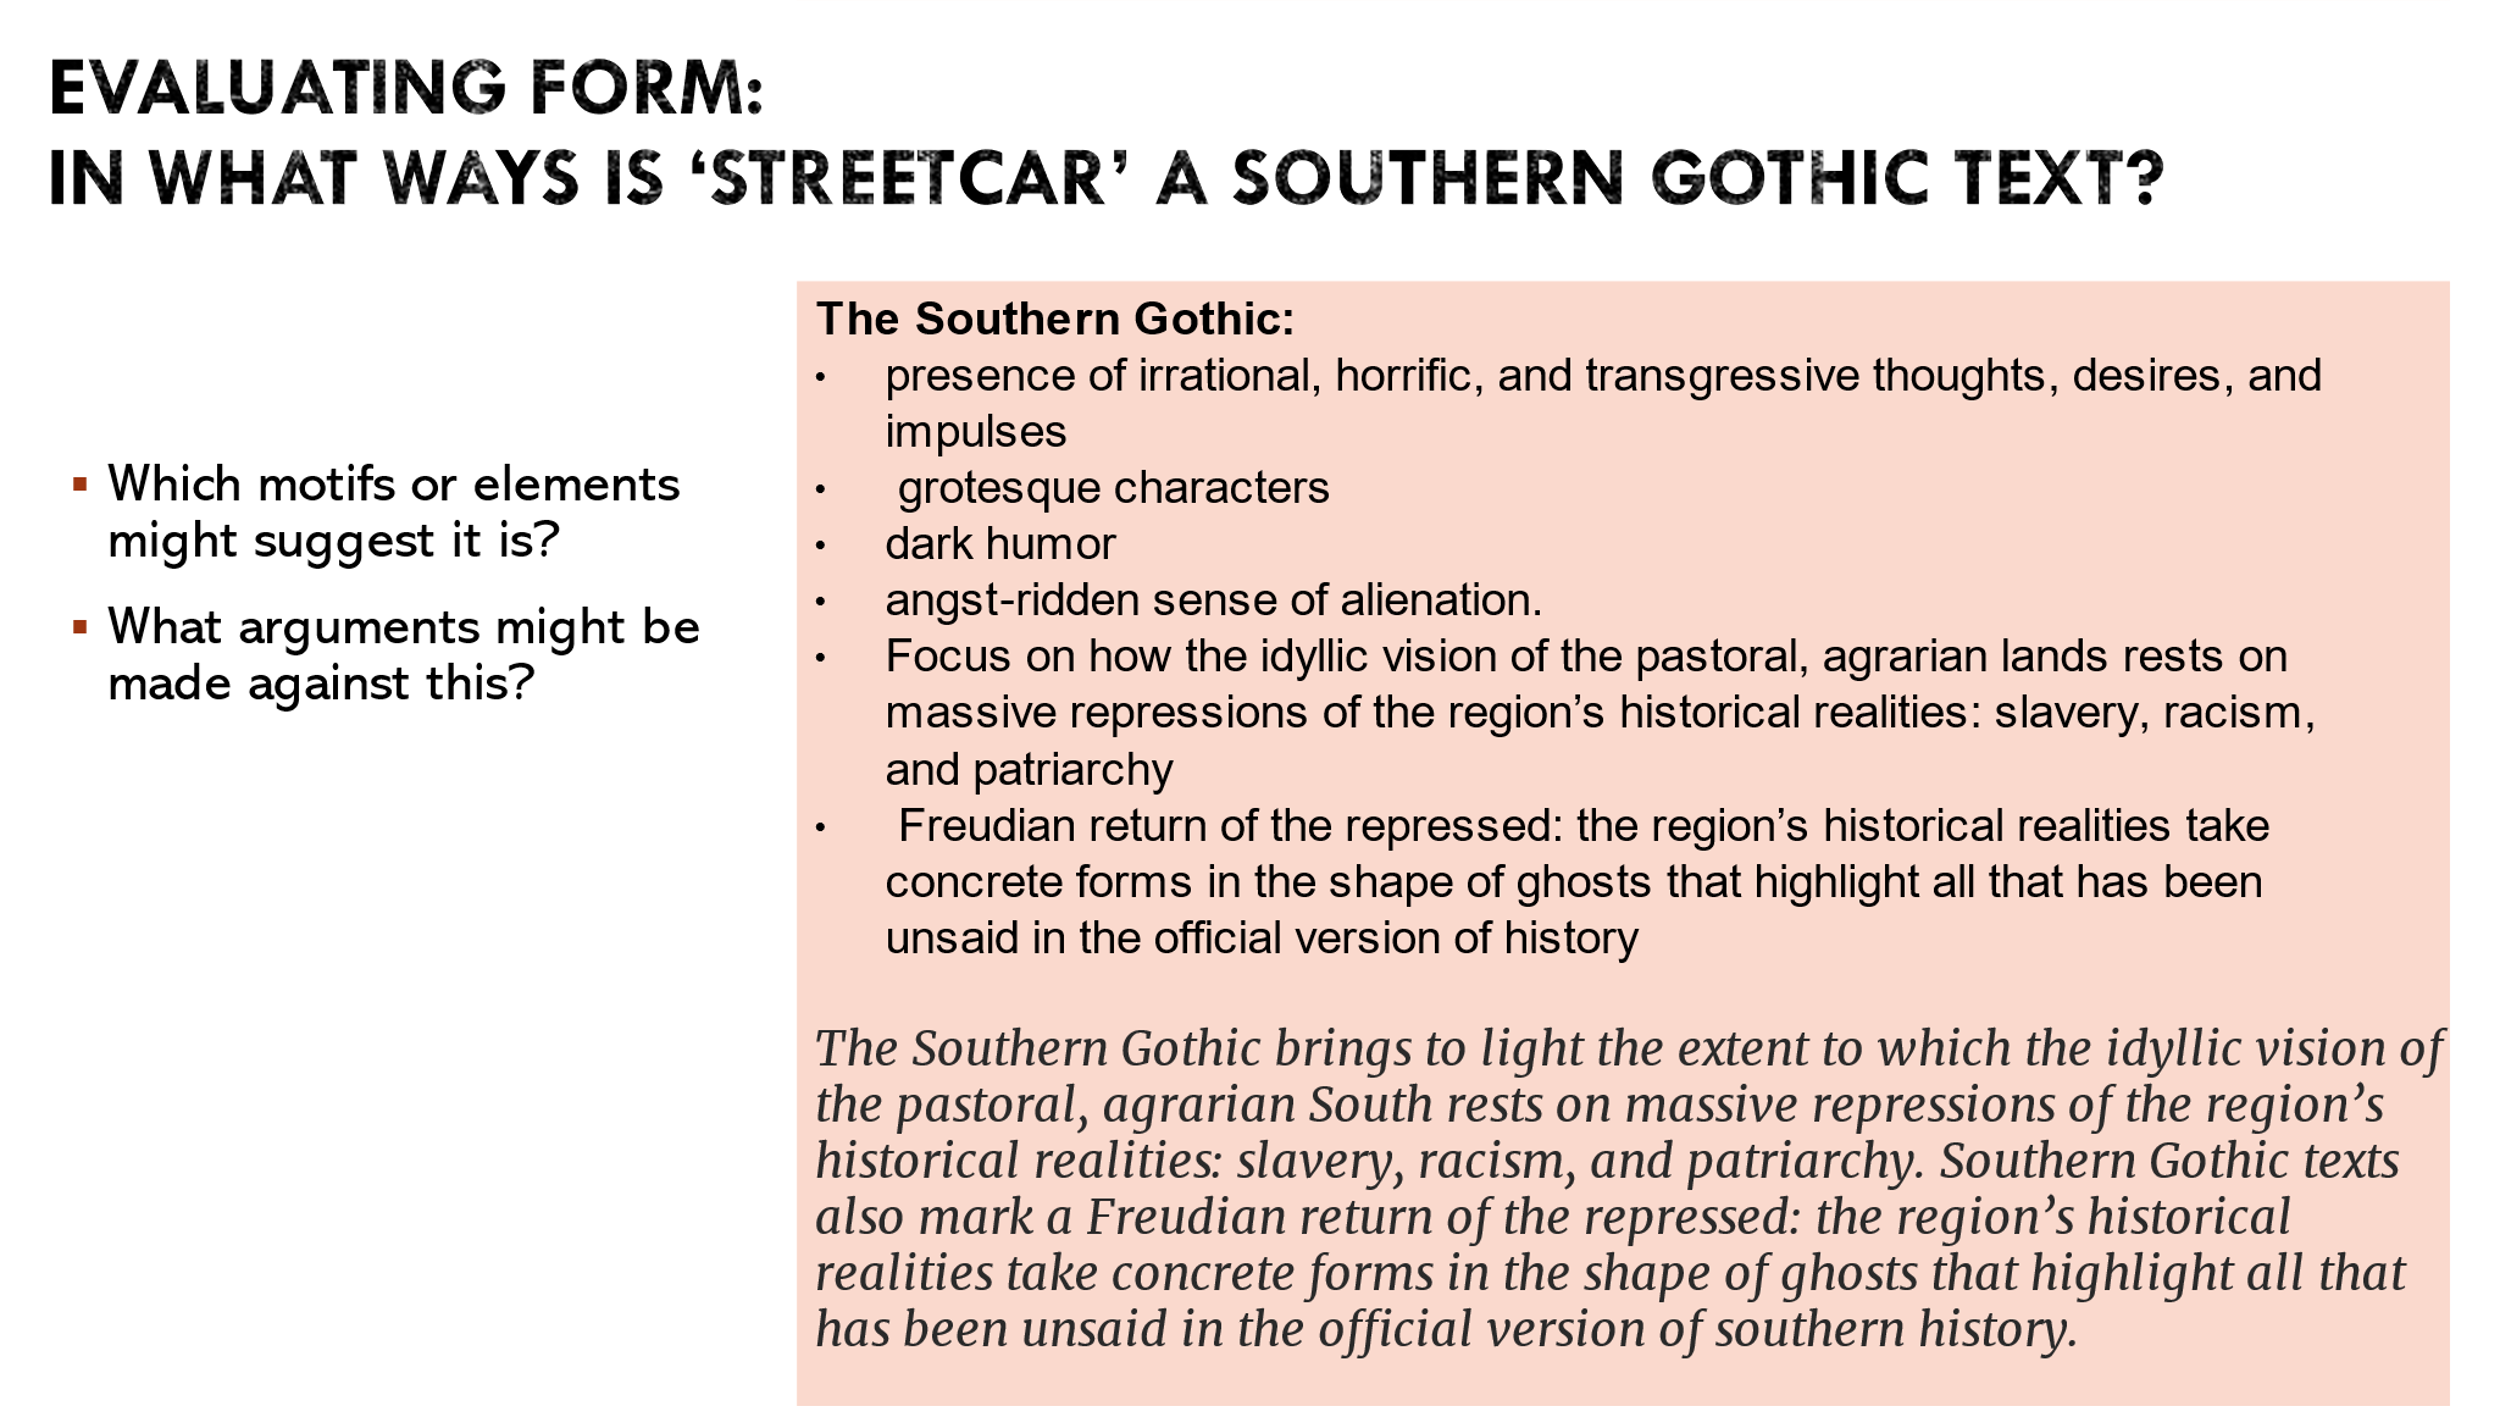 EVALUATING FORM:
IN WHAT WAYS IS ‘STREETCAR’ A SOUTHERN GOTHIC TEXT?
▪ Which motifs or elements
might suggest it is?
▪ What arguments might be
made against this?
The Southern Gothic:
• presence of irrational, horrific, and transgressive thoughts, desires, and
impulses
• grotesque characters
• dark humor
• angst-ridden sense of alienation.
• Focus on how the idyllic vision of the pastoral, agrarian lands rests on
massive repressions of the region’s historical realities: slavery, racism,
and patriarchy
• Freudian return of the repressed: the region’s historical realities take
concrete forms in the shape of ghosts that highlight all that has been
unsaid in the official version of history
The Southern Gothic brings to light the extent to which the idyllic vision of
the pastoral, agrarian South rests on massive repressions of the region’s
historical realities: slavery, racism, and patriarchy. Southern Gothic texts
also mark a Freudian return of the repressed: the region’s historical
realities take concrete forms in the shape of ghosts that highlight all that
has been unsaid in the official version of southern history.